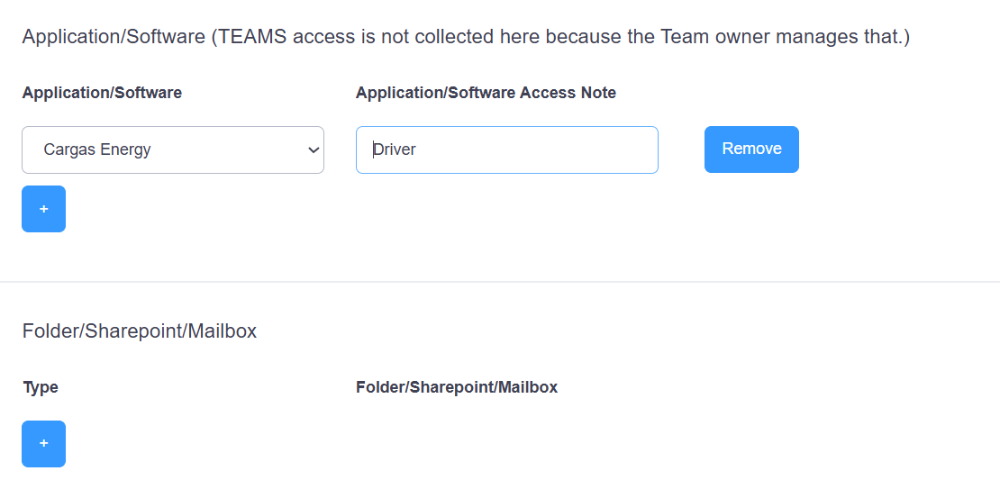 Application/Software (TEAMS access is not collected here because the Team owner manages that.)
Application/Software Application/Software Access Note
Cargas Energy Driver Remove
+
Folder/Sharepoint/Mailbox
Type Folder/Sharepoint/Mailbox
+